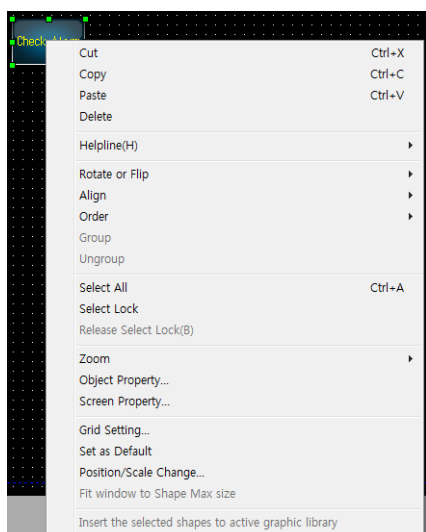 Check
Cut Ctrl+X
Copy Ctrl+C
Paste Ctrl+V
Delete
Helpline(H)
Rotate or Flip
Align
Order
Group
Ungroup
Select All Ctrl+A
Select Lock
Release Select Lock(B)
Zoom
Object Property...
Screen Property...
Grid Setting...
Set as Default
Position/Scale Change...
Fit window to Shape Max size
Insert the selected shapes to active graphic library